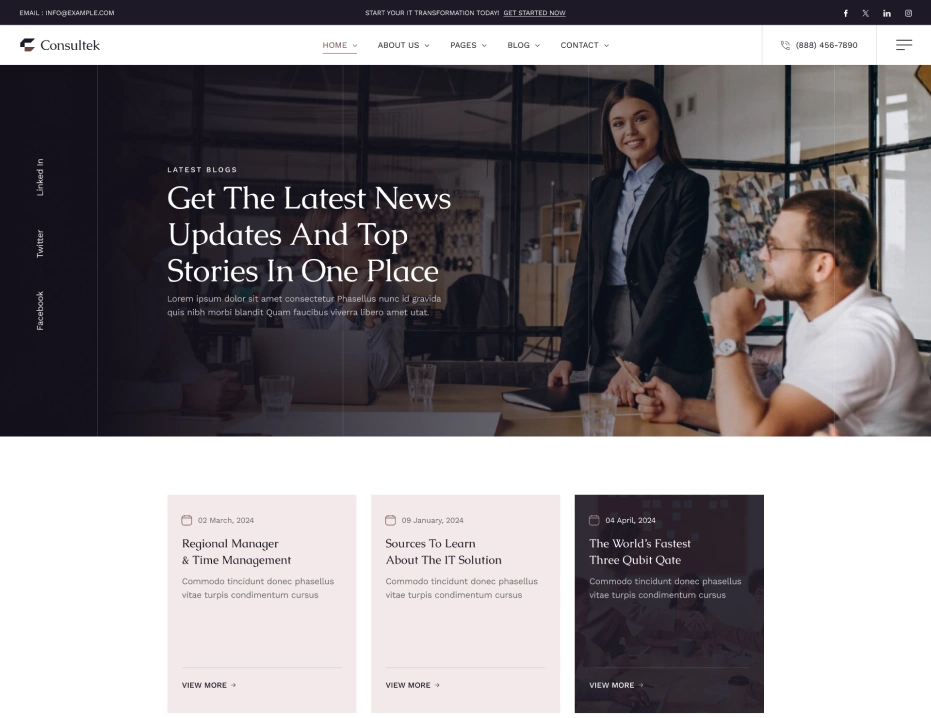 EMAIL : INFO@EXAMPLE.COM
START YOUR IT TRANSFORMATION TODAY! GET STARTED NOW
Consultek
HOME
ABOUT US
PAGES
BLOG
CONTACT
(888) 456-7890
Linked In
Twitter
Facebook
LATEST BLOGS
Get The Latest News
Updates And Top
Stories In One Place
Lorem ipsum dolor sit amet consectetur Phasellus nunc id gravida
quis nibh morbi blandit Quam faucibus viverra libero amet utat.
02 March, 2024
Regional Manager
& Time Management
Commodo tincidunt donec phasellus
vitae turpis condimentum cursus
VIEW MORE
09 January, 2024
Sources To Learn
About The IT Solution
Commodo tincidunt donec phasellus
vitae turpis condimentum cursus
VIEW MORE
04 April, 2024
The World’s Fastest
Three Qubit Qate
Commodo tincidunt donec phasellus
vitae turpis condimentum cursus
VIEW MORE